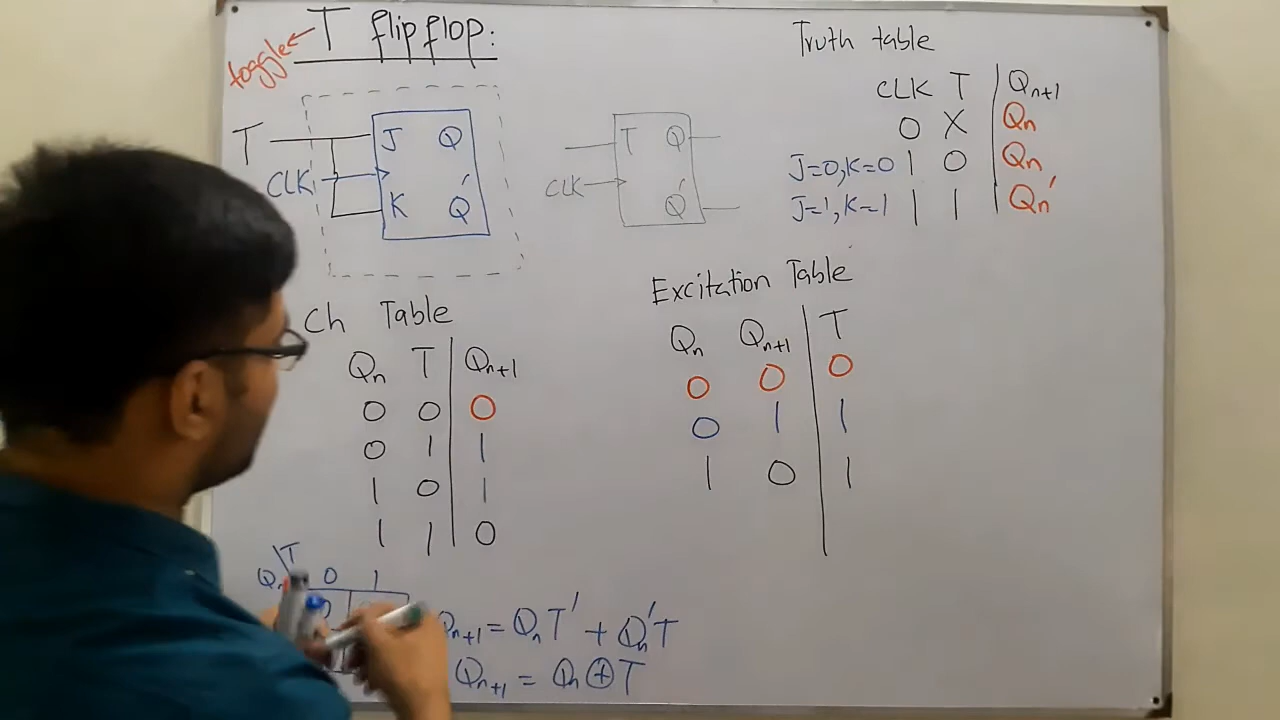 T flipflop:
toggle
T
CLK
J Q
K Q'
T Q
CLK
Q'
Truth table
CLK T Qn+1
0 X Qn
J=0,K=0 1 0 Qn
J=1,K=1 1 1 Qn'
Ch Table
Qn T Qn+1
0 0 0
0 1 1
1 0 1
1 1 0
Excitation Table
Qn Qn+1 T
0 0 0
0 1 1
1 0 1
T
Qn 0 1
Qn+1 = QnT' + Qn'T
Qn+1 = Qn ⊕ T